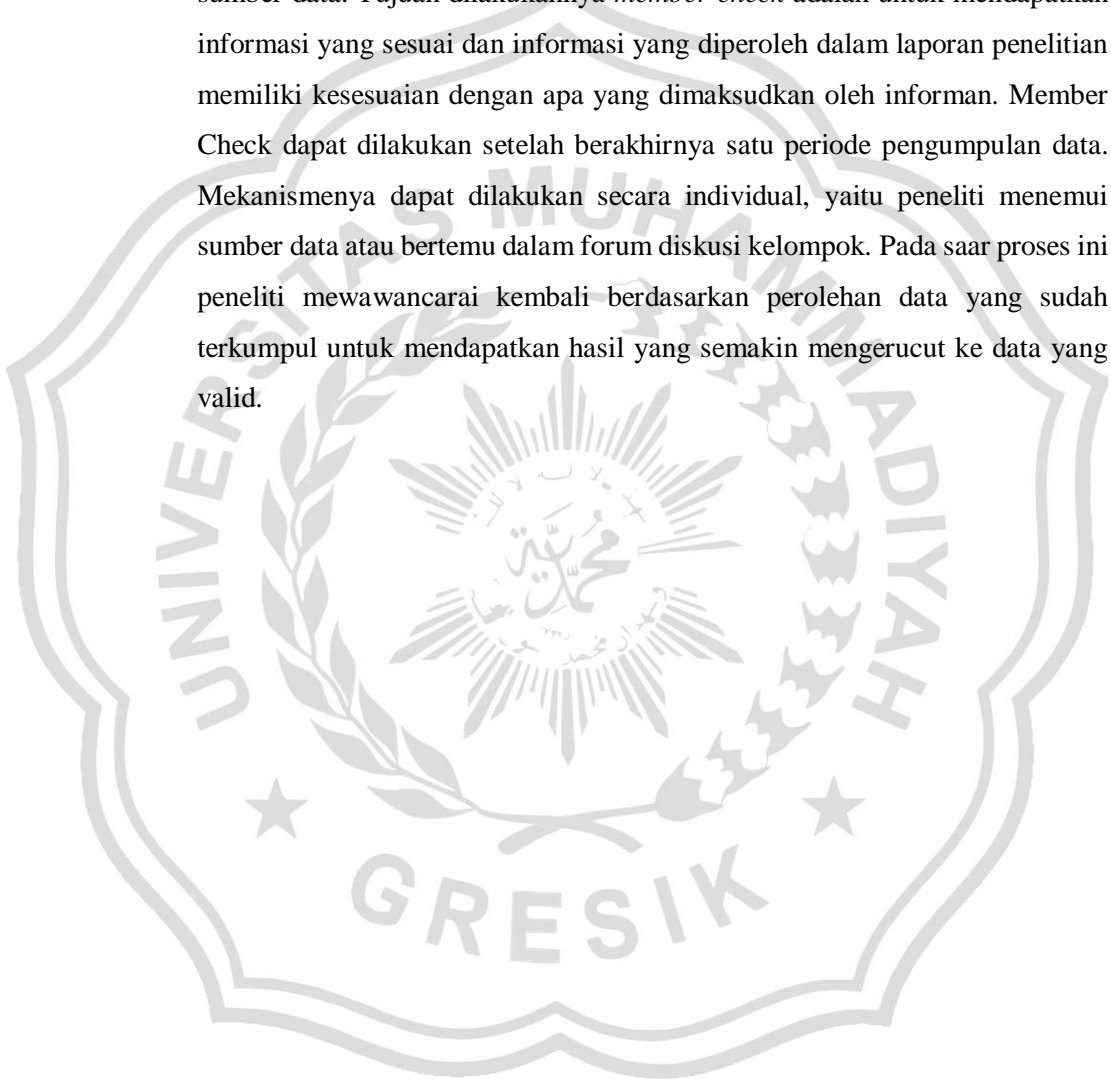 sumber data. Tujuan dilakukannya member check adalah untuk mendapatkan
informasi yang sesuai dan informasi yang diperoleh dalam laporan penelitian
memiliki kesesuaian dengan apa yang dimaksudkan oleh informan. Member
Check dapat dilakukan setelah berakhirnya satu periode pengumpulan data.
Mekanismenya dapat dilakukan secara individual, yaitu peneliti menemui
sumber data atau bertemu dalam forum diskusi kelompok. Pada saar proses ini
peneliti mewawancarai kembali berdasarkan perolehan data yang sudah
terkumpul untuk mendapatkan hasil yang semakin mengerucut ke data yang
valid.
UNIVERSITAS MUHAMMADIYAH
محمدية
GRESIK